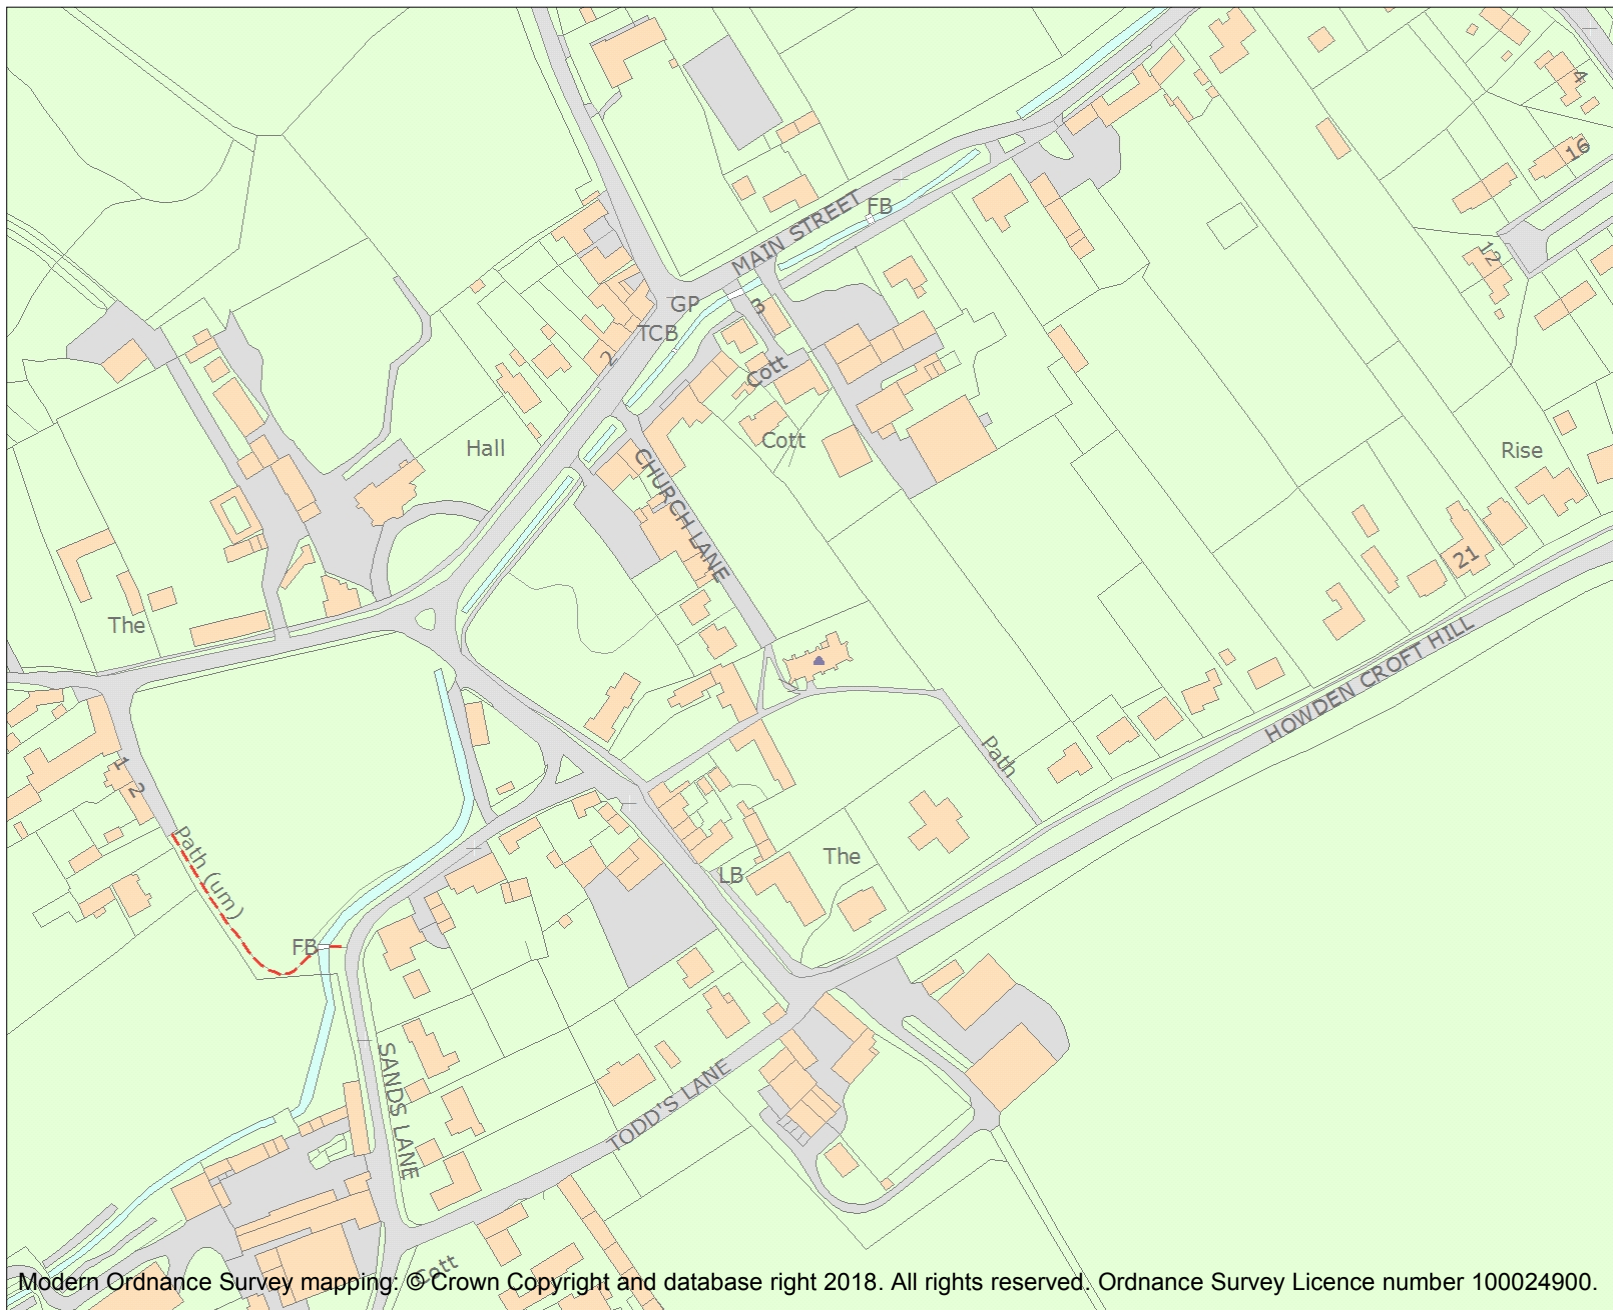 4
16
MAIN STREET
FB
12
GP
3
TCB
2
Cott
Cott
Hall
Rise
CHURCH LANE
21
The
HOWDEN CROFT HILL
Path
1
2
Path (um)
The
LB
FB
SANDS LANE
TODD'S LANE
Cott
Modern Ordnance Survey mapping: © Crown Copyright and database right 2018. All rights reserved. Ordnance Survey Licence number 100024900.